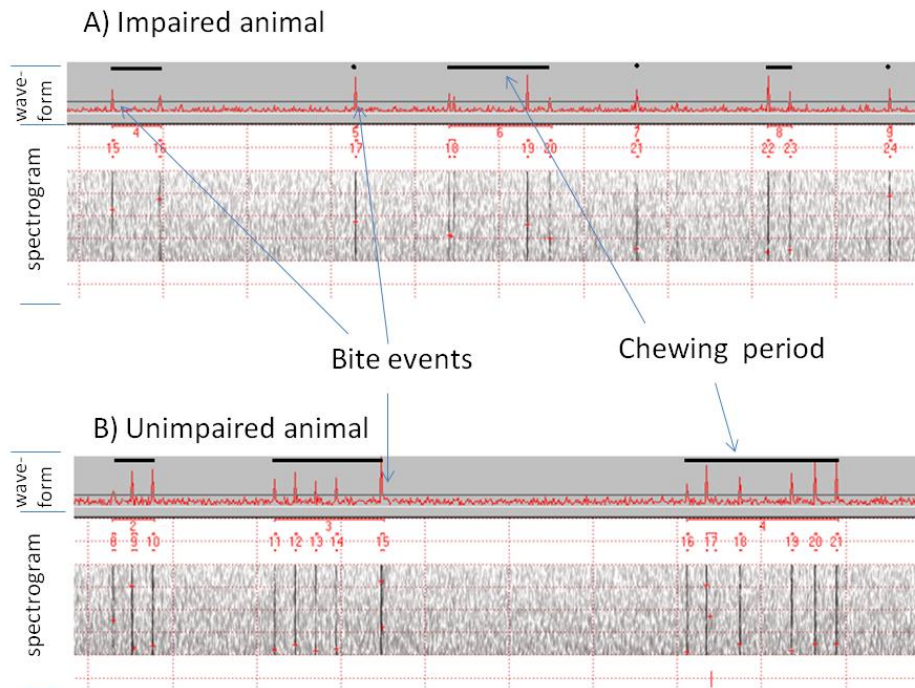 A) Impaired animal
wave-
form
4 5 6 7 8 9
15 16 17 18 19 20 21 22 23 24
spectrogram
Bite events
Chewing period
B) Unimpaired animal
wave-
form
2 3 4
8 9 10 11 12 13 14 15 16 17 18 19 20 21
spectrogram